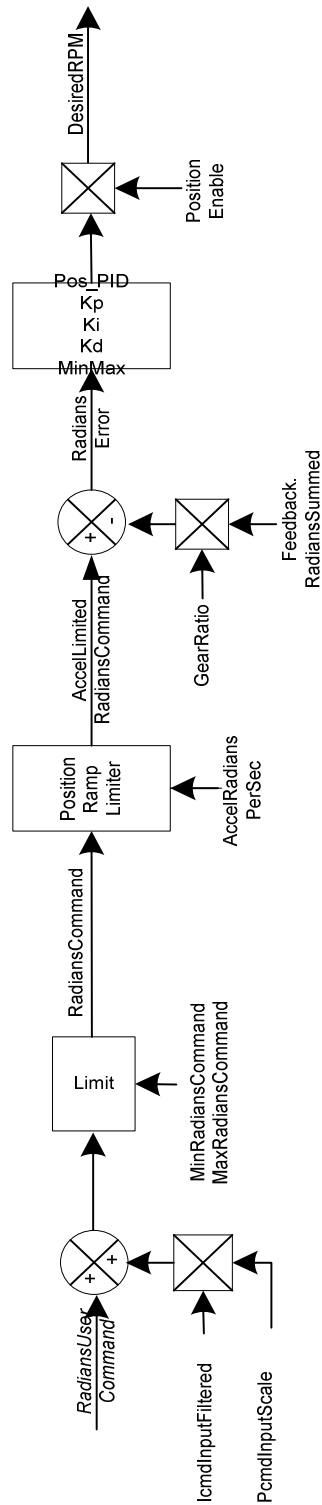 RadiansUser
Command
+
+
IcmdInputFiltered
PcmdInputScale
Limit
MinRadiansCommand
MaxRadiansCommand
RadiansCommand
Position
Ramp
Limiter
AccelRadians
PerSec
AccelLimited
RadiansCommand
+
-
GearRatio
Feedback.
RadiansSummed
Radians
Error
Pos_PID
Kp
Ki
Kd
MinMax
Position
Enable
DesiredRPM